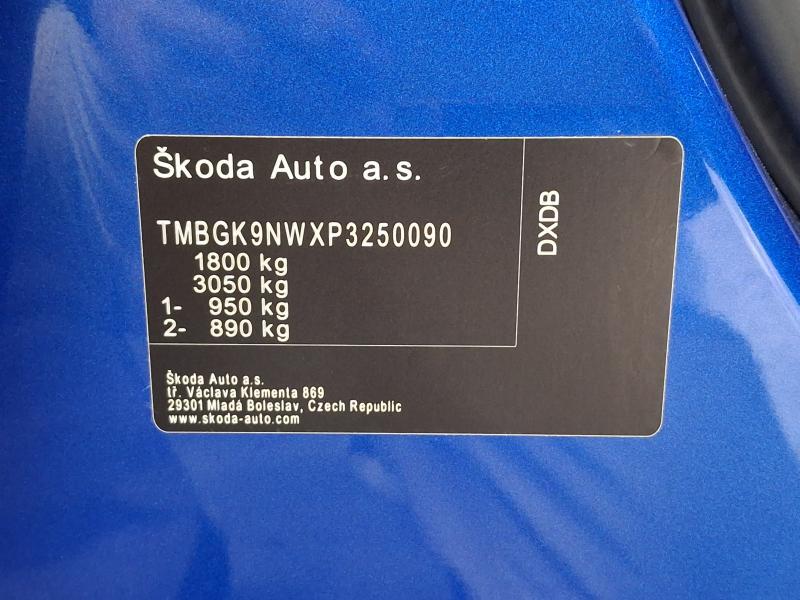 Škoda Auto a.s.
TMBGK9NWXP3250090
1800 kg
3050 kg
1- 950 kg
2- 890 kg
DXDB
Škoda Auto a.s.
tř. Václava Klementa 869
29301 Mladá Boleslav, Czech Republic
www.skoda-auto.com